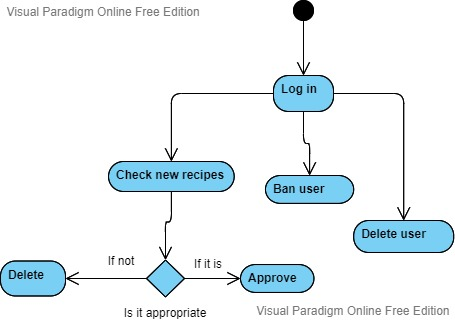 Visual Paradigm Online Free Edition
Log in
Check new recipes
Ban user
Delete user
If not
If it is
Delete
Approve
Is it appropriate
Visual Paradigm Online Free Edition